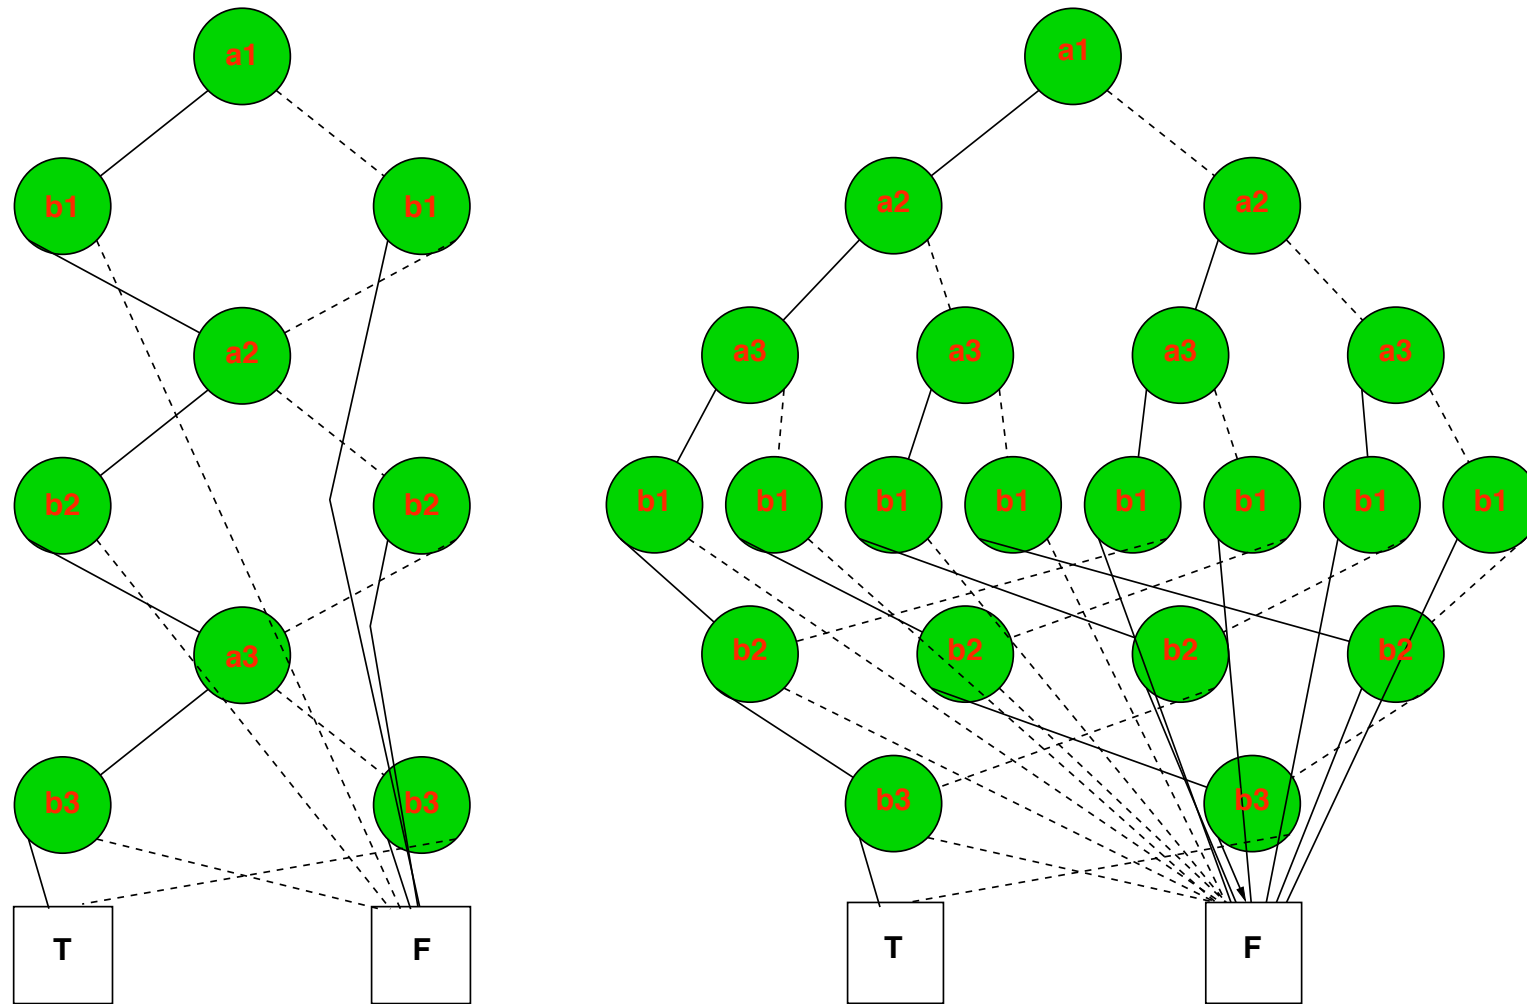 a1 a1
b1 b1 a2 a2
a2 a3 a3 a3 a3
b2 b2 b1 b1 b1 b1 b1 b1 b1 b1
a3 b2 b2 b2 b2
b3 b3 b3 b3
T F T F